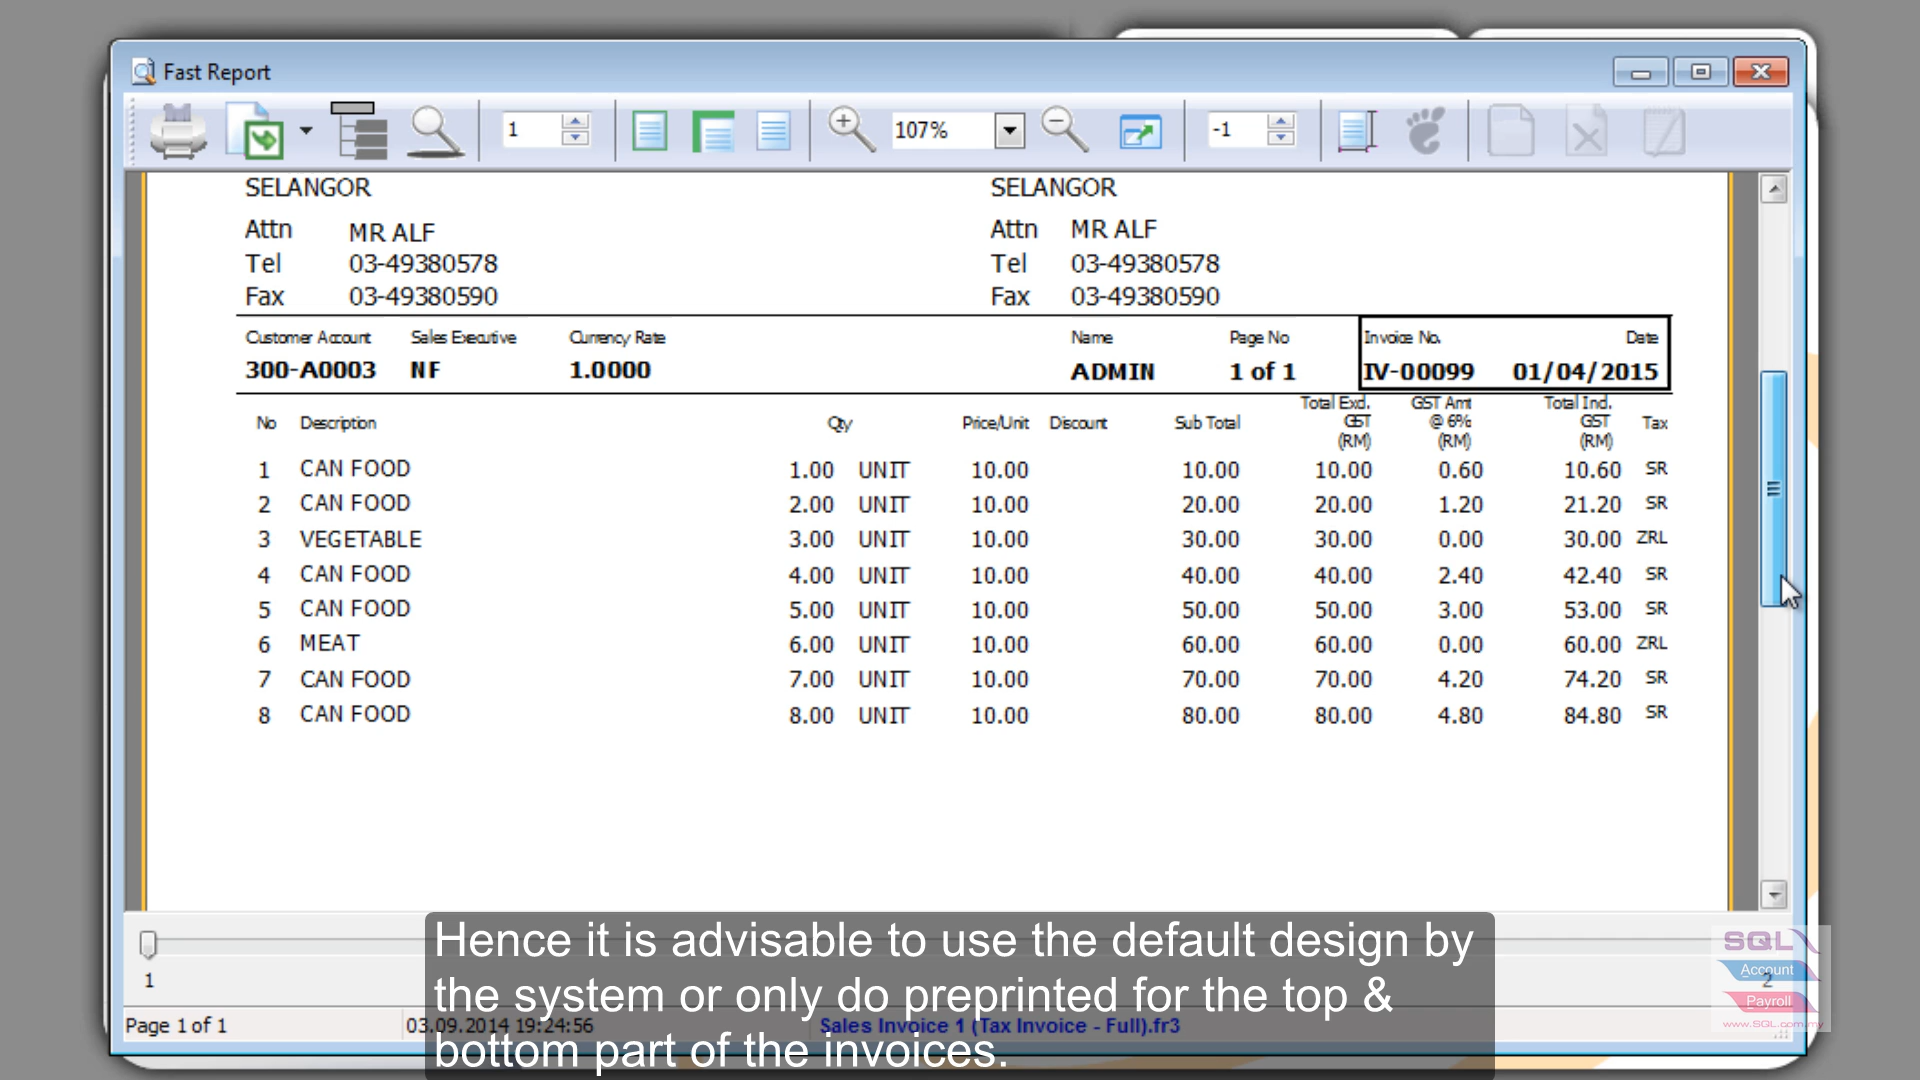 Fast Report
1 107% -1
SELANGOR SELANGOR
Attn MR ALF Attn MR ALF
Tel 03-49380578 Tel 03-49380578
Fax 03-49380590 Fax 03-49380590
Customer Account Sales Executive Currency Rate Name Page No Invoice No. Date
300-A0003 NF 1.0000 ADMIN 1 of 1 IV-00099 01/04/2015
No Description Qty Price/Unit Discount Sub Total Total Excl. GST (RM) GST Amt @ 6% (RM) Total Incl. GST (RM) Tax
1 CAN FOOD 1.00 UNIT 10.00 10.00 10.00 0.60 10.60 SR
2 CAN FOOD 2.00 UNIT 10.00 20.00 20.00 1.20 21.20 SR
3 VEGETABLE 3.00 UNIT 10.00 30.00 30.00 0.00 30.00 ZRL
4 CAN FOOD 4.00 UNIT 10.00 40.00 40.00 2.40 42.40 SR
5 CAN FOOD 5.00 UNIT 10.00 50.00 50.00 3.00 53.00 SR
6 MEAT 6.00 UNIT 10.00 60.00 60.00 0.00 60.00 ZRL
7 CAN FOOD 7.00 UNIT 10.00 70.00 70.00 4.20 74.20 SR
8 CAN FOOD 8.00 UNIT 10.00 80.00 80.00 4.80 84.80 SR
Hence it is advisable to use the default design by
the system or only do preprinted for the top &
bottom part of the invoices.
1 2
Page 1 of 1 03.09.2014 19:24:56 Sales Invoice 1 (Tax Invoice - Full).fr3
SQL
Account
Payroll
www.SQL.com.my